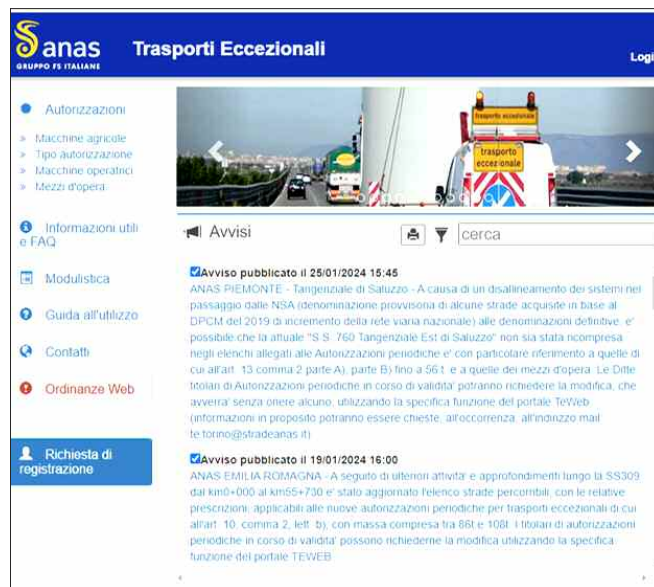 anas
GRUPPO FS ITALIANE
Trasporti Eccezionali
Logi
Autorizzazioni
» Macchine agricole
» Tipo autorizzazione
» Macchine operatrici
» Mezzi d'opera
Informazioni utili
e FAQ
Modulistica
Guida all'utilizzo
Contatti
Ordinanze Web
Richiesta di
registrazione
trasporto eccezionale
trasporto
eccezionale
Avvisi
cerca
Avviso pubblicato il 25/01/2024 15:45
ANAS PIEMONTE - Tangenziale di Saluzzo - A causa di un disallineamento dei sistemi nel
passaggio dalle NSA (denominazione provvisoria di alcune strade acquisite in base al
DPCM del 2019 di incremento della rete viaria nazionale) alle denominazioni definitive, e'
possibile che la attuale "S.S. 760 Tangenziale Est di Saluzzo" non sia stata ricompresa
negli elenchi allegati alle Autorizzazioni periodiche e' con particolare riferimento a quelle di
cui all'art. 13 comma 2 parte A), parte B) fino a 56 t. e a quelle dei mezzi d'opera. Le Ditte
titolari di Autorizzazioni periodiche in corso di validita' potranno richiedere la modifica, che
avverra' senza onere alcuno, utilizzando la specifica funzione del portale TeWeb
(informazioni in proposito potranno essere chieste, all'occorrenza, all'indirizzo mail
te.torino@stradeanas.it)
Avviso pubblicato il 19/01/2024 16:00
ANAS EMILIA ROMAGNA - A seguito di ulteriori attivita' e approfondimenti lungo la SS309
dal km0+000 al km55+730 e' stato aggiornato l'elenco strade percorribili, con le relative
prescrizioni, applicabili alle nuove autorizzazioni periodiche per trasporti eccezionali di cui
all'art. 10, comma 2, lett. b), con massa compresa tra 86t e 108t. I titolari di autorizzazioni
periodiche in corso di validita' possono richiederne la modifica utilizzando la specifica
funzione del portale TEWEB